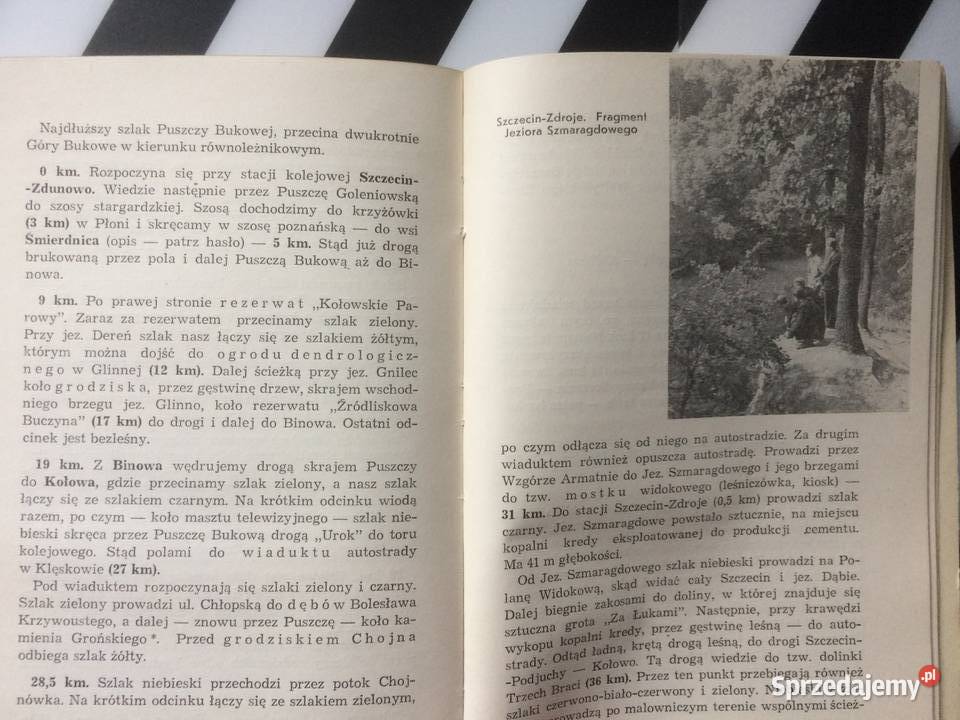 Najdłuższy szlak Puszczy Bukowej, przecina dwukrotnie
Góry Bukowe w kierunku równoleżnikowym.
0 km. Rozpoczyna się przy stacji kolejowej Szczecin-
-Zdunowo. Wiedzie następnie przez Puszczę Goleniowską
do szosy stargardzkiej. Szosą dochodzimy do krzyżówki
(3 km) w Płoni i skręcamy w szosę poznańską — do wsi
Śmierdnica (opis — patrz hasło) — 5 km. Stąd już drogą
brukowaną przez pola i dalej Puszczą Bukową aż do Bi-
nowa.
9 km. Po prawej stronie rezerwat „Kołowskie Pa-
rowy". Zaraz za rezerwatem przecinamy szlak zielony.
Przy jez. Dereń szlak nasz łączy się ze szlakiem żółtym,
którym można dojść do ogrodu dendrologicz-
nego w Glinnej (12 km). Dalej ścieżką przy jez. Gnilec
koło grodziska, przez gęstwinę drzew, skrajem wschod-
niego brzegu jez. Glinno, koło rezerwatu „Źródliskowa
Buczyna" (17 km) do drogi i dalej do Binowa. Ostatni od-
cinek jest bezleśny.
19 km. Z Binowa wędrujemy drogą skrajem Puszczy
do Kołowa, gdzie przecinamy szlak zielony, a nasz szlak
łączy się ze szlakiem czarnym. Na krótkim odcinku wiodą
razem, po czym — koło masztu telewizyjnego — szlak nie-
bieski skręca przez Puszczę Bukową drogą „Urok" do toru
kolejowego. Stąd polami do wiaduktu autostrady
w Klęskowie (27 km).
Pod wiaduktem rozpoczynają się szlaki zielony i czarny.
Szlak zielony prowadzi ul. Chłopską do dębów Bolesława
Krzywoustego, a dalej — znowu przez Puszczę — koło ka-
mienia Grońskiego*. Przed grodziskiem Chojna
odbiega szlak żółty.
28,5 km. Szlak niebieski przechodzi przez potok Choj-
nówka. Na krótkim odcinku łączy się ze szlakiem zielonym,
Szczecin-Zdroje. Fragment
Jeziora Szmaragdowego
po czym odłącza się od niego na autostradzie. Za drugim
wiaduktem również opuszcza autostradę. Prowadzi przez
Wzgórze Armatnie do Jez. Szmaragdowego i jego brzegami
do tzw. mostku widokowego (leśniczówka, kiosk) —
31 km. Do stacji Szczecin-Zdroje (0,5 km) prowadzi szlak
czarny. Jez. Szmaragdowe powstało sztucznie, na miejscu
kopalni kredy eksploatowanej do produkcji cementu.
Ma 41 m głębokości.
Od Jez. Szmaragdowego szlak niebieski prowadzi na Po-
lanę Widokową, skąd widać cały Szczecin i jez. Dąbie.
Dalej biegnie zakosami do doliny, w której znajduje się
sztuczna grota „Za Łukami". Następnie, przy krawędzi
wykopu kopalni kredy, przez gęstwinę leśną — do auto-
strady. Odtąd ładną, krętą drogą leśną, do drogi Szczecin-
-Podjuchy — Kołowo. Tą drogą wiedzie do tzw. dolinki
Trzech Braci (36 km). Przez ten punkt przebiegają również
szlaki czerwono-biało-czerwony i zielony.
prowadzą po malowniczym terenie wspólnymi ścież-
Sprzedajemy.pl